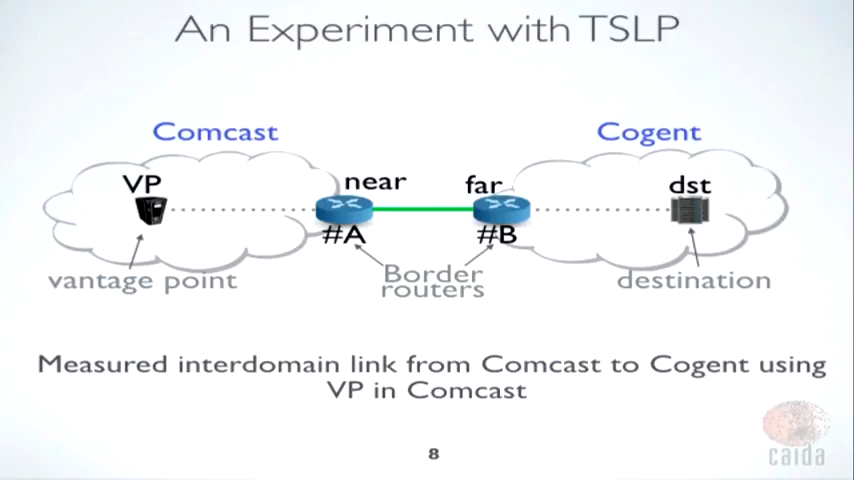 An Experiment with TSLP
Comcast
Cogent
VP
near
far
dst
#A
#B
vantage point
Border
routers
destination
Measured interdomain link from Comcast to Cogent using
VP in Comcast
8
caida